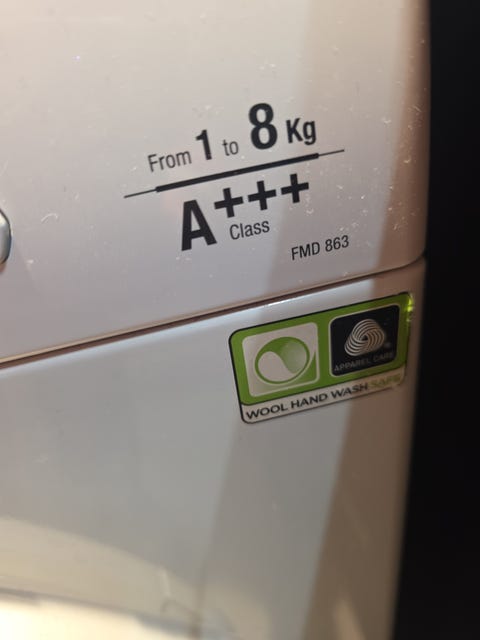 From 1 to 8 Kg
A+++
Class
FMD 863
APPAREL CARE
WOOL HAND WASH SAFE